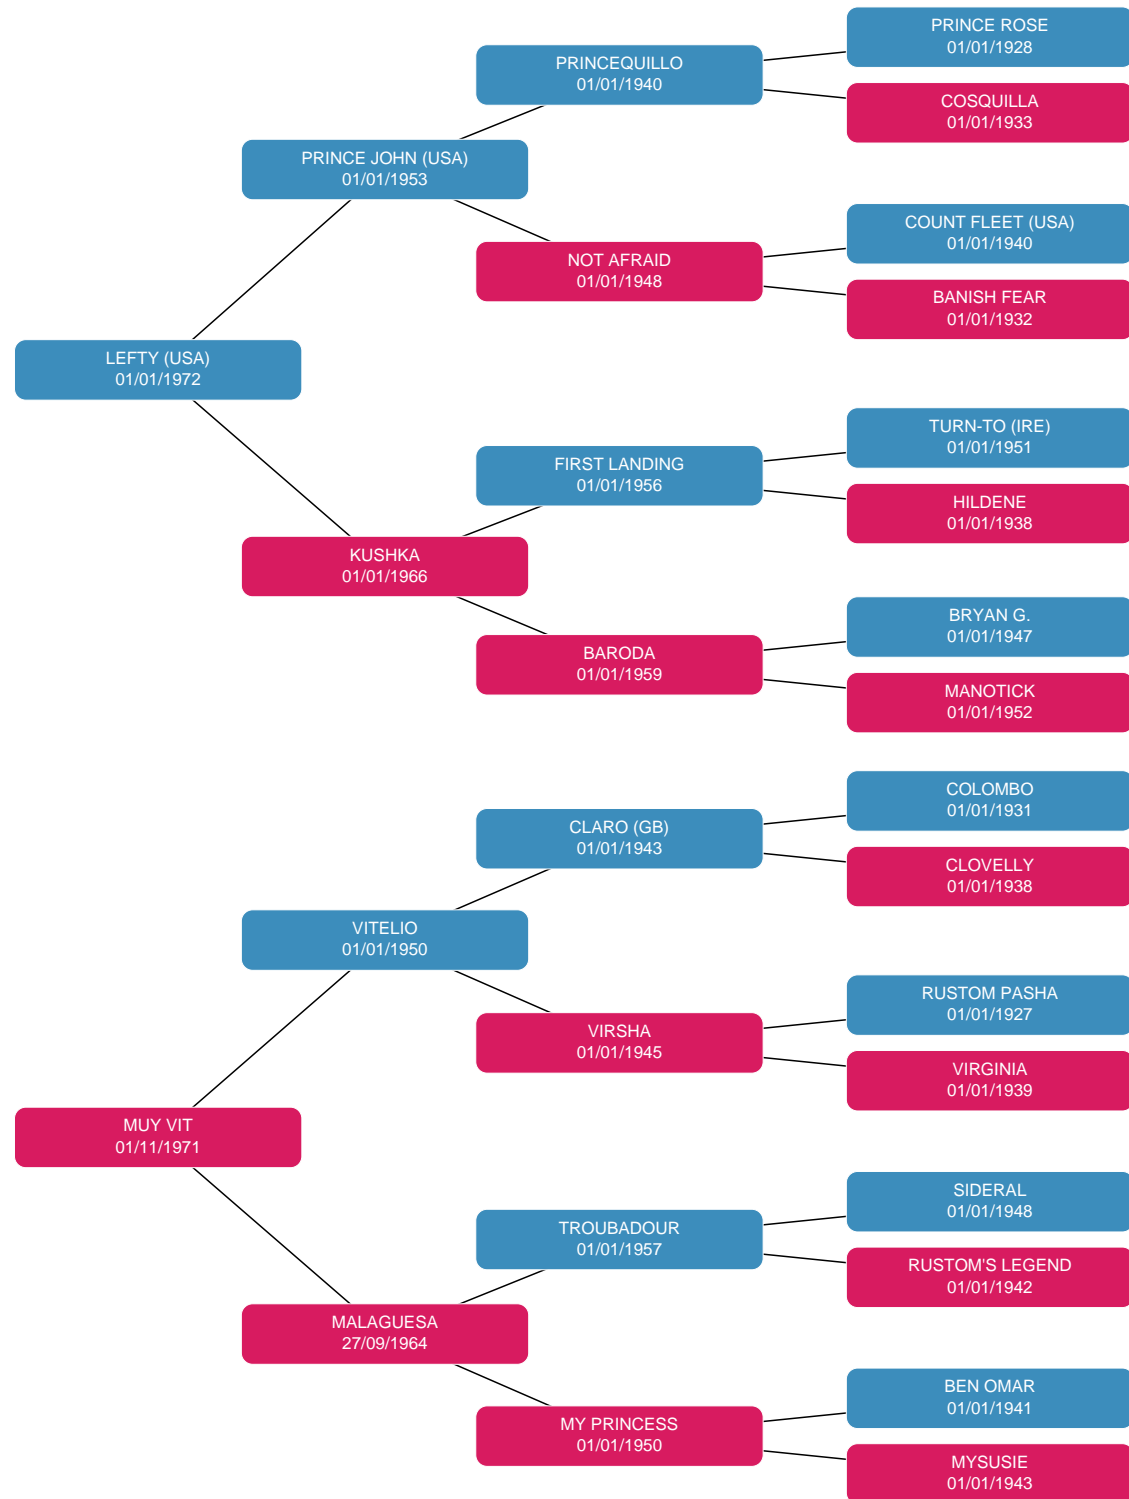 PRINCE ROSE
01/01/1928
PRINCEQUILLO
01/01/1940
COSQUILLA
01/01/1933
PRINCE JOHN (USA)
01/01/1953
COUNT FLEET (USA)
01/01/1940
NOT AFRAID
01/01/1948
BANISH FEAR
01/01/1932
LEFTY (USA)
01/01/1972
TURN-TO (IRE)
01/01/1951
FIRST LANDING
01/01/1956
HILDENE
01/01/1938
KUSHKA
01/01/1966
BRYAN G.
01/01/1947
BARODA
01/01/1959
MANOTICK
01/01/1952
COLOMBO
01/01/1931
CLARO (GB)
01/01/1943
CLOVELLY
01/01/1938
VITELIO
01/01/1950
RUSTOM PASHA
01/01/1927
VIRSHA
01/01/1945
VIRGINIA
01/01/1939
MUY VIT
01/11/1971
SIDERAL
01/01/1948
TROUBADOUR
01/01/1957
RUSTOM'S LEGEND
01/01/1942
MALAGUESA
27/09/1964
BEN OMAR
01/01/1941
MY PRINCESS
01/01/1950
MYSUSIE
01/01/1943